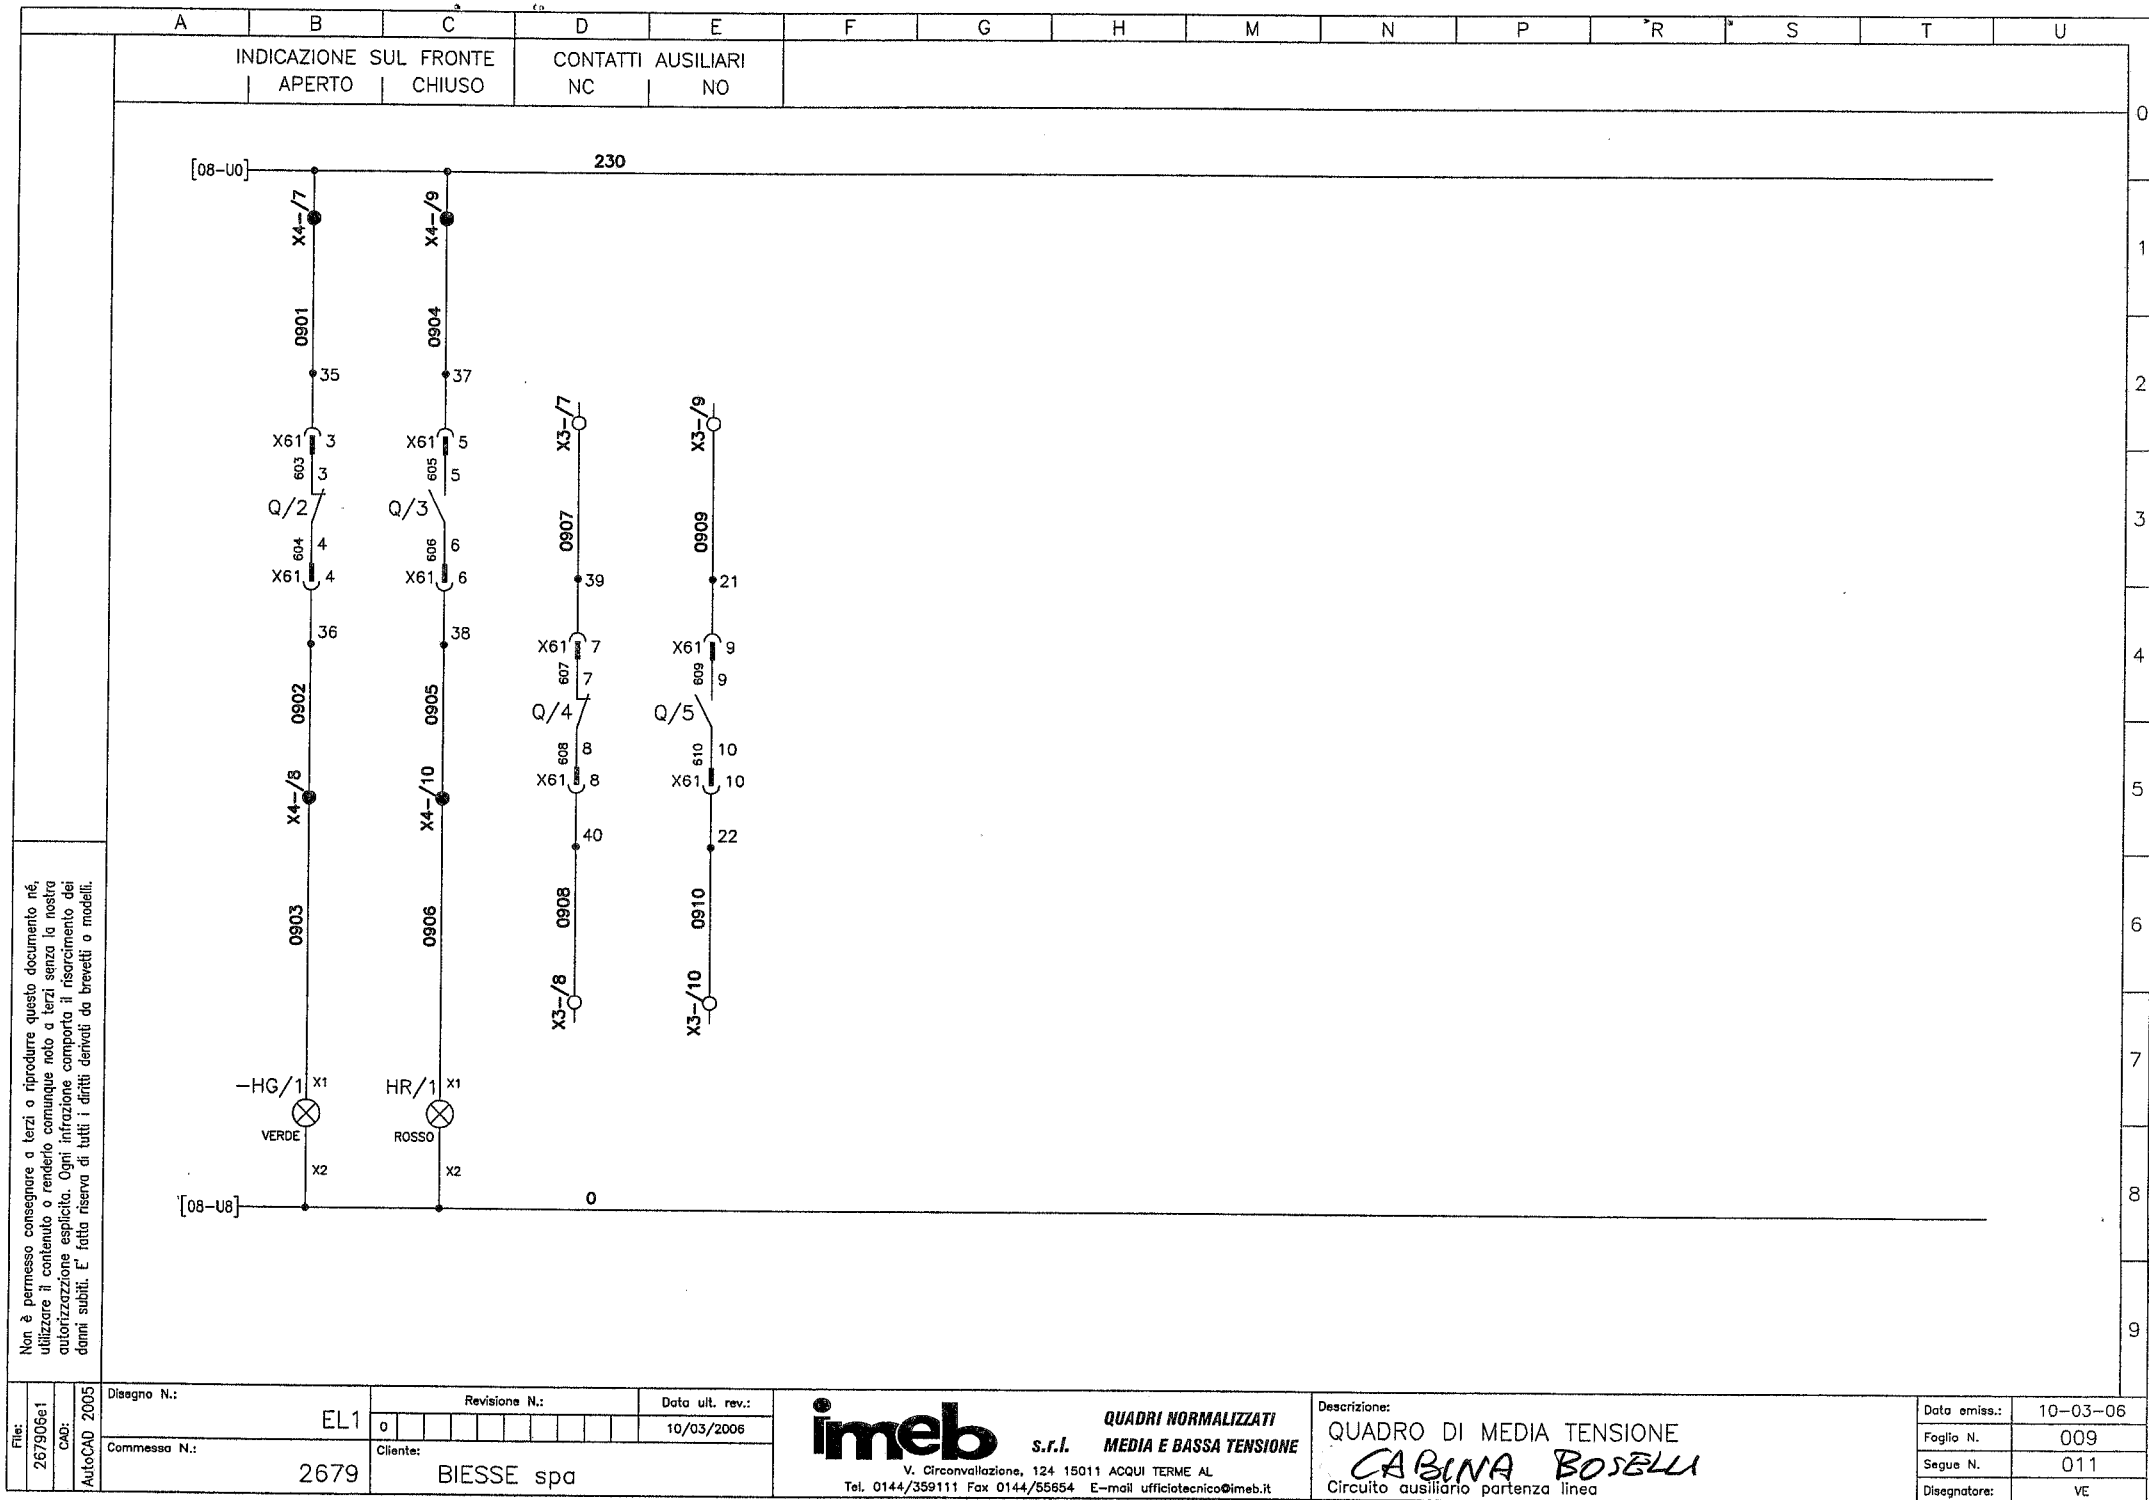 A B C D E F G H M N P R S T U
INDICAZIONE SUL FRONTE
APERTO CHIUSO
CONTATTI AUSILIARI
NC NO
0
1
2
3
4
5
6
7
8
9
[08-U0] 230
X4-/7
0901
35
X61 3
603 3
Q/2
604 4
X61 4
36
0902
X4-/8
0903
-HG/1 X1
VERDE
X2
X4-/9
0904
37
X61 5
605 5
Q/3
606 6
X61 6
38
0905
X4-/10
0906
HR/1 X1
ROSSO
X2
X3-/7
0907
39
X61 7
607 7
Q/4
608 8
X61 8
40
0908
X3-/8
X3-/9
0909
21
X61 9
609 9
Q/5
610 10
X61 10
22
0910
X3-/10
[08-U8] 0
Non è permesso consegnare a terzi o riprodurre questo documento né,
utilizzare il contenuto o renderlo comunque noto a terzi senza la nostra
autorizzazzione esplicita. Ogni infrazione comporta il risarcimento dei
danni subiti. E' fatta riserva di tutti i diritti derivati da brevetti o modelli.
File:
267906e1
CAD:
AutoCAD 2005
Disegno N.:
EL1
Commessa N.:
2679
Revisione N.:
0
Data ult. rev.:
10/03/2006
Cliente:
BIESSE spa
imeb s.r.l.
QUADRI NORMALIZZATI
MEDIA E BASSA TENSIONE
V. Circonvallazione, 124 15011 ACQUI TERME AL
Tel. 0144/359111 Fax 0144/55654 E-mail ufficiotecnico@imeb.it
Descrizione:
QUADRO DI MEDIA TENSIONE
CABINA BOSELLI
Circuito ausiliario partenza linea
Data emiss.: 10-03-06
Foglio N. 009
Segue N. 011
Disegnatore: VE